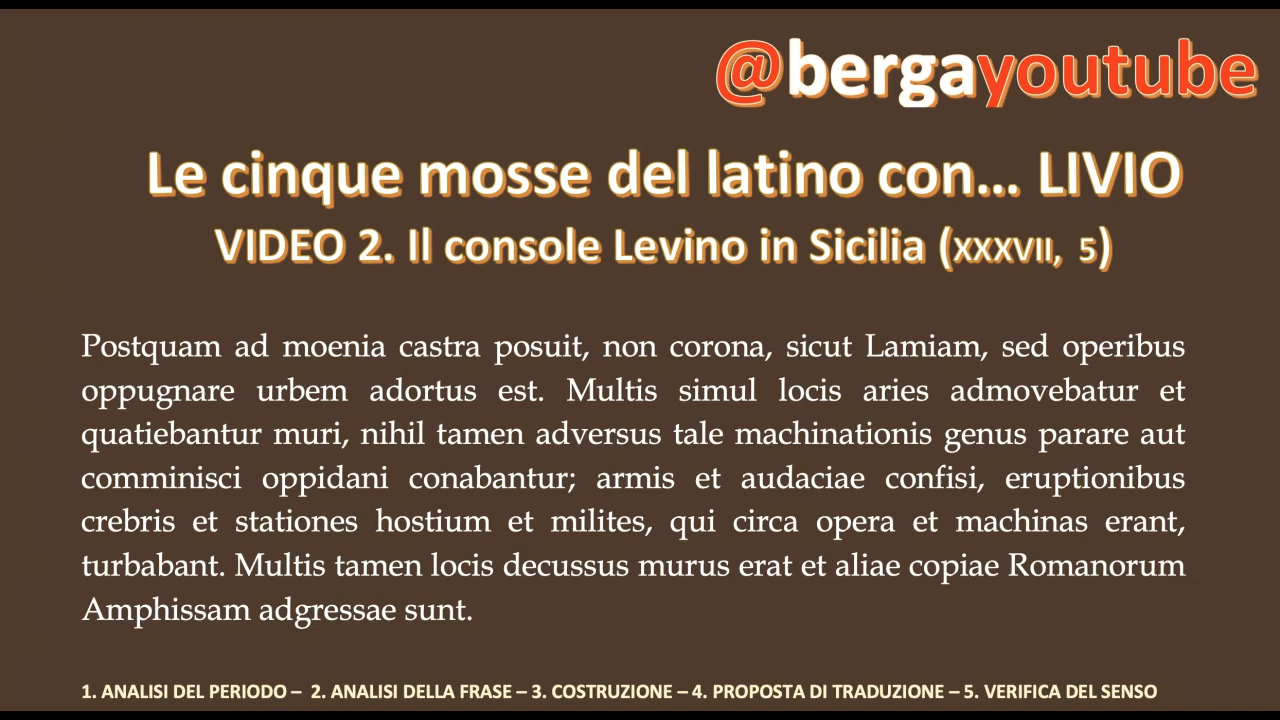 @bergayoutube
Le cinque mosse del latino con... LIVIO
VIDEO 2. Il console Levino in Sicilia (XXXVII, 5)
Postquam ad moenia castra posuit, non corona, sicut Lamiam, sed operibus
oppugnare urbem adortus est. Multis simul locis aries admovebatur et
quatiebantur muri, nihil tamen adversus tale machinationis genus parare aut
comminisci oppidani conabantur; armis et audaciae confisi, eruptionibus
crebris et stationes hostium et milites, qui circa opera et machinas erant,
turbabant. Multis tamen locis decussus murus erat et aliae copiae Romanorum
Amphissam adgressae sunt.
1. ANALISI DEL PERIODO – 2. ANALISI DELLA FRASE – 3. COSTRUZIONE – 4. PROPOSTA DI TRADUZIONE – 5. VERIFICA DEL SENSO